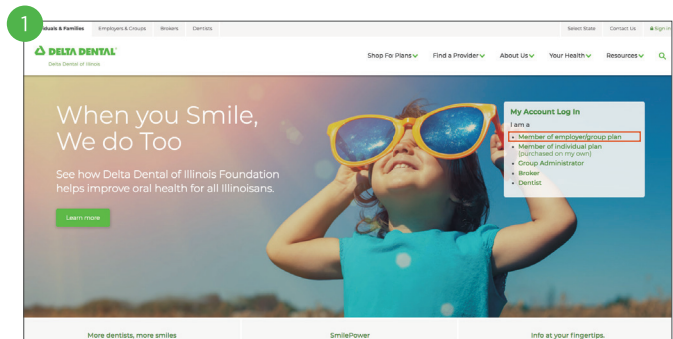 1
Individuals & Families Employers & Groups Brokers Dentists Select State Contact Us Sign In
DELTA DENTAL®
Delta Dental of Illinois
Shop For Plans Find a Provider About Us Your Health Resources
When you Smile,
We do Too
See how Delta Dental of Illinois Foundation
helps improve oral health for all Illinoisans.
Learn more
My Account Log In
I am a
• Member of employer/group plan
• Member of individual plan
(purchased on my own)
• Group Administrator
• Broker
• Dentist
More dentists, more smiles SmilePower Info at your fingertips.